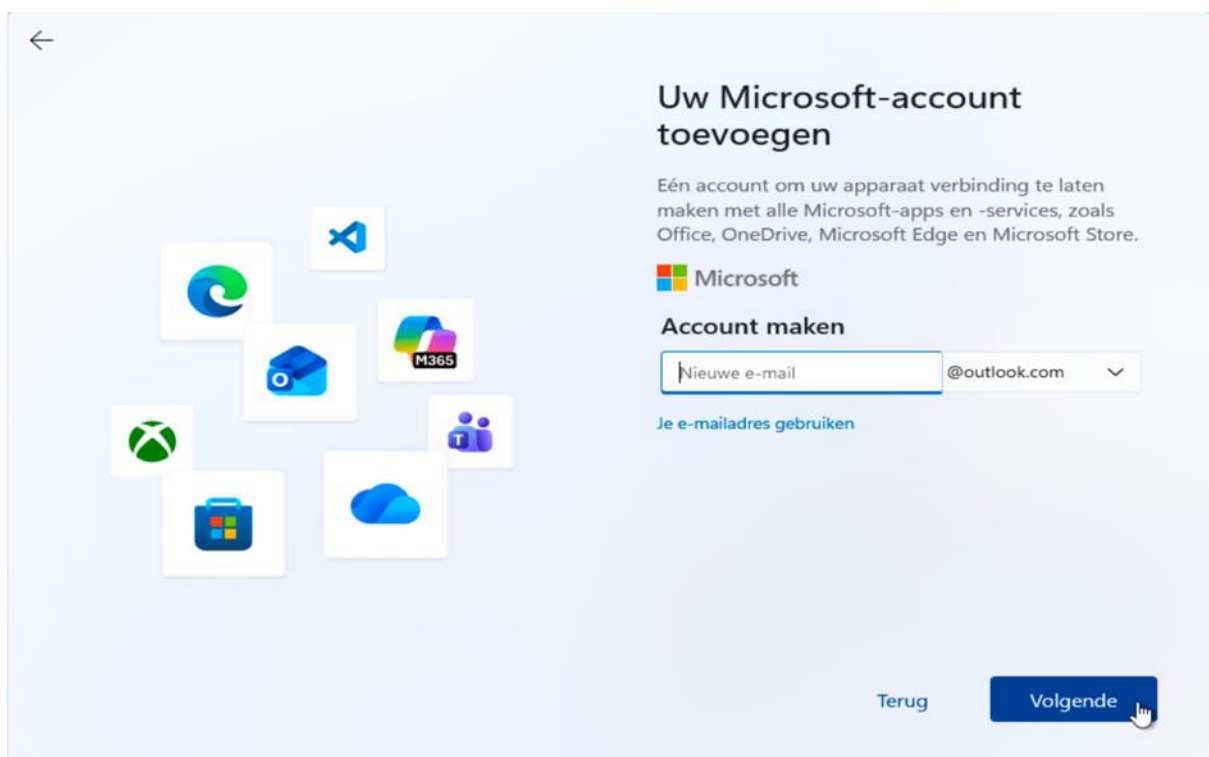 Uw Microsoft-account
toevoegen
Eén account om uw apparaat verbinding te laten
maken met alle Microsoft-apps en -services, zoals
Office, OneDrive, Microsoft Edge en Microsoft Store.
Microsoft
Account maken
Nieuwe e-mail @outlook.com
Je e-mailadres gebruiken
M365
Terug Volgende